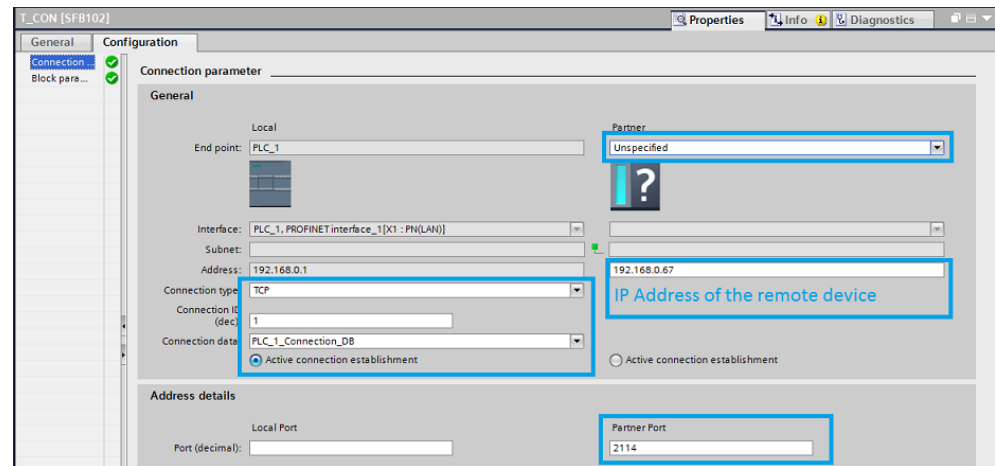 T_CON [SFB102]
Properties Info Diagnostics
General Configuration
Connection ...
Block para...
Connection parameter
General
Local Partner
End point: PLC_1 Unspecified
?
Interface: PLC_1, PROFINET interface_1[X1 : PN(LAN)]
Subnet:
Address: 192.168.0.1 192.168.0.67
Connection type TCP
IP Address of the remote device
Connection ID
(dec) 1
Connection data PLC_1_Connection_DB
Active connection establishment Active connection establishment
Address details
Local Port Partner Port
Port (decimal): 2114